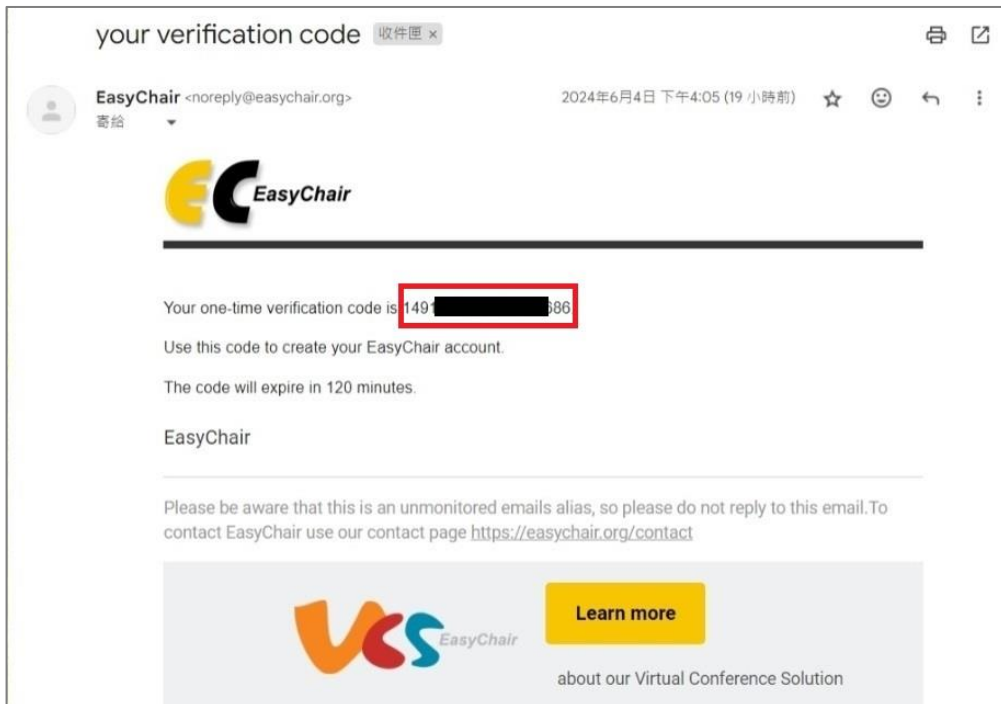 your verification code 收件匣 ×
EasyChair <noreply@easychair.org> 2024年6月4日 下午4:05 (19 小時前)
寄給
EC EasyChair
Your one-time verification code is 1491 686
Use this code to create your EasyChair account.
The code will expire in 120 minutes.
EasyChair
Please be aware that this is an unmonitored emails alias, so please do not reply to this email.To
contact EasyChair use our contact page https://easychair.org/contact
VCS EasyChair
Learn more
about our Virtual Conference Solution